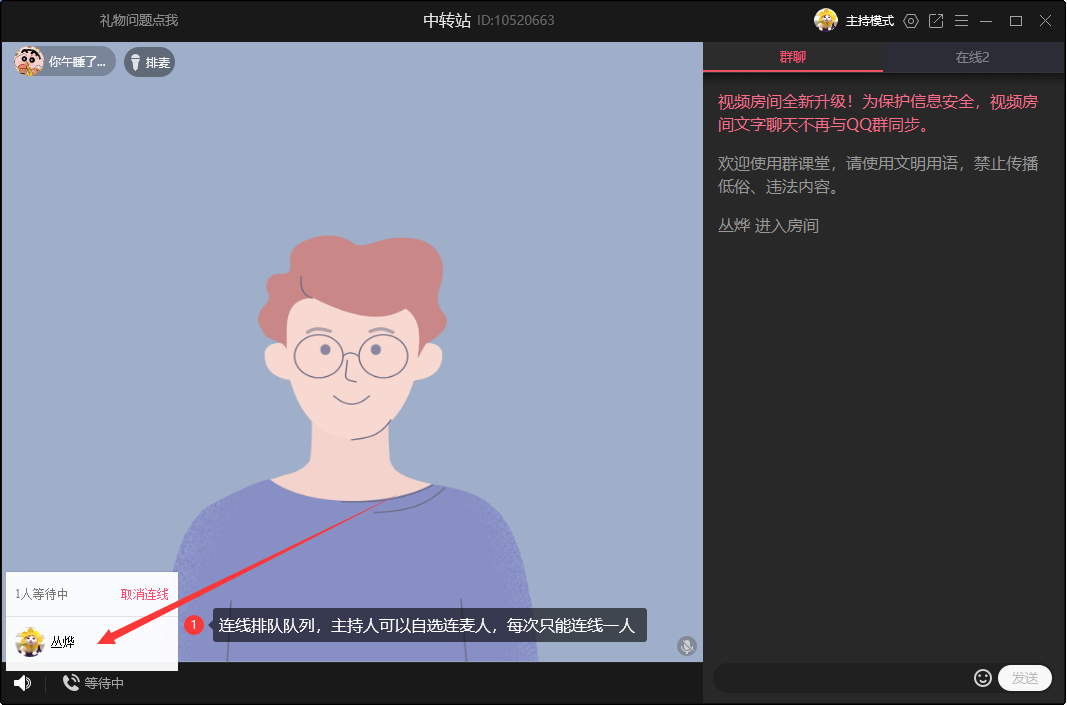 礼物问题点我
中转站 ID:10520663
主持模式
你午睡了...
排麦
群聊
在线2
视频房间全新升级！为保护信息安全，视频房
间文字聊天不再与QQ群同步。
欢迎使用群课堂，请使用文明用语，禁止传播
低俗、违法内容。
丛烨 进入房间
1人等待中
取消连线
丛烨
1
连线排队队列，主持人可以自选连麦人，每次只能连线一人
等待中
发送